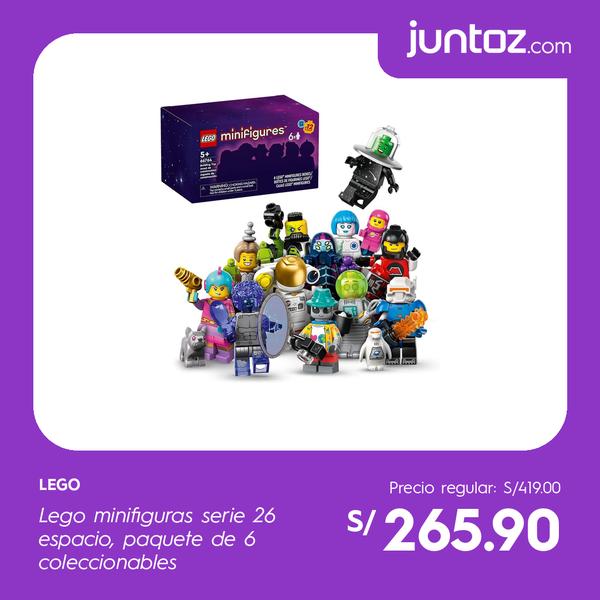 juntoz.com
LEGO
minifigures
6
5+
66764
LEGO
Precio regular: S/419.00
Lego minifiguras serie 26
espacio, paquete de 6
coleccionables
S/ 265.90